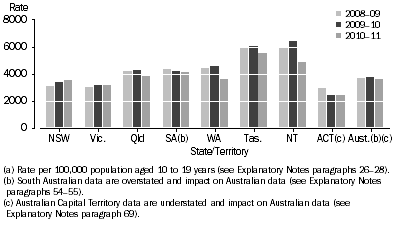 Rate
8000
2008–09
2009–10
2010–11
6000
4000
2000
0
NSW Vic. Qld SA(b) WA Tas. NT ACT(c) Aust.(b)(c)
State/Territory
(a) Rate per 100,000 population aged 10 to 19 years (see Explanatory Notes paragraphs 26–28).
(b) South Australian data are overstated and impact on Australian data (see Explanatory Notes
paragraphs 54–55).
(c) Australian Capital Territory data are understated and impact on Australian data (see
Explanatory Notes paragraph 69).